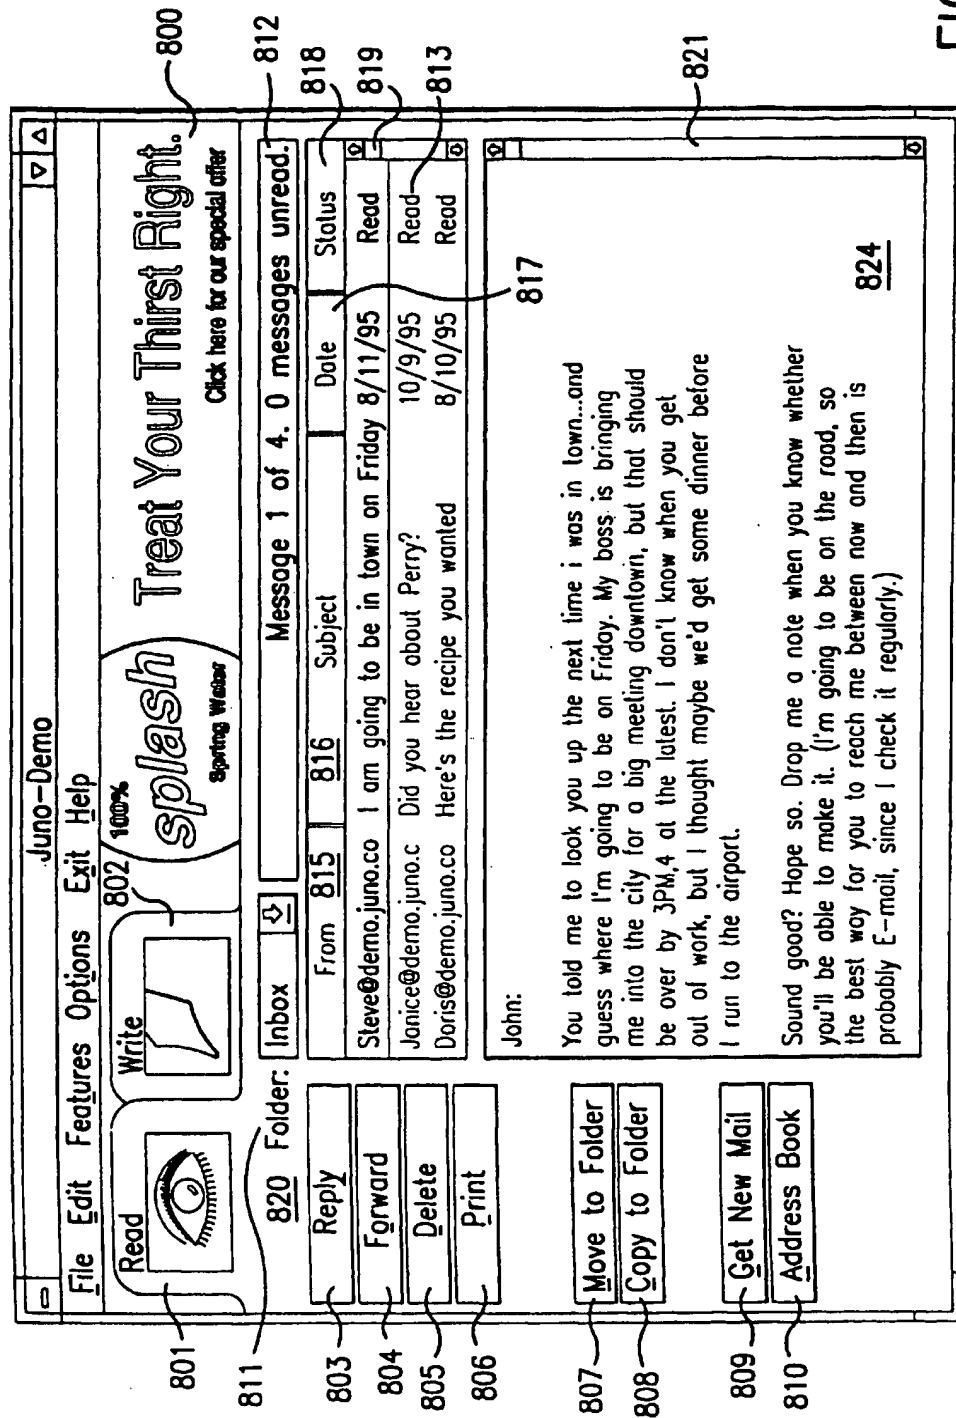 Juno-Demo
File Edit Features Options Exit Help
Read
Write
802
100%
splash
Spring Water
Treat Your Thirst Right.
Click here for our special offer
800
801
811
820 Folder:
Inbox
Message 1 of 4. 0 messages unread.
812
From 815
816 Subject
Date
Status
818
Steve@demo.juno.co I am going to be in town on Friday 8/11/95 Read
819
Janice@demo.juno.c Did you hear about Perry? 10/9/95 Read
813
Doris@demo.juno.co Here's the recipe you wanted 8/10/95 Read
817
803
Reply
804
Forward
805
Delete
806
Print
807
Move to Folder
808
Copy to Folder
809
Get New Mail
810
Address Book
821
John:
You told me to look you up the next time i was in town...and
guess where I'm going to be on Friday. My boss is bringing
me into the city for a big meeting downtown, but that should
be over by 3PM,4 at the latest. I don't know when you get
out of work, but I thought maybe we'd get some dinner before
I run to the airport.
Sound good? Hope so. Drop me a note when you know whether
you'll be able to make it. (I'm going to be on the road, so
the best way for you to reach me between now and then is
probably E-mail, since I check it regularly.)
824